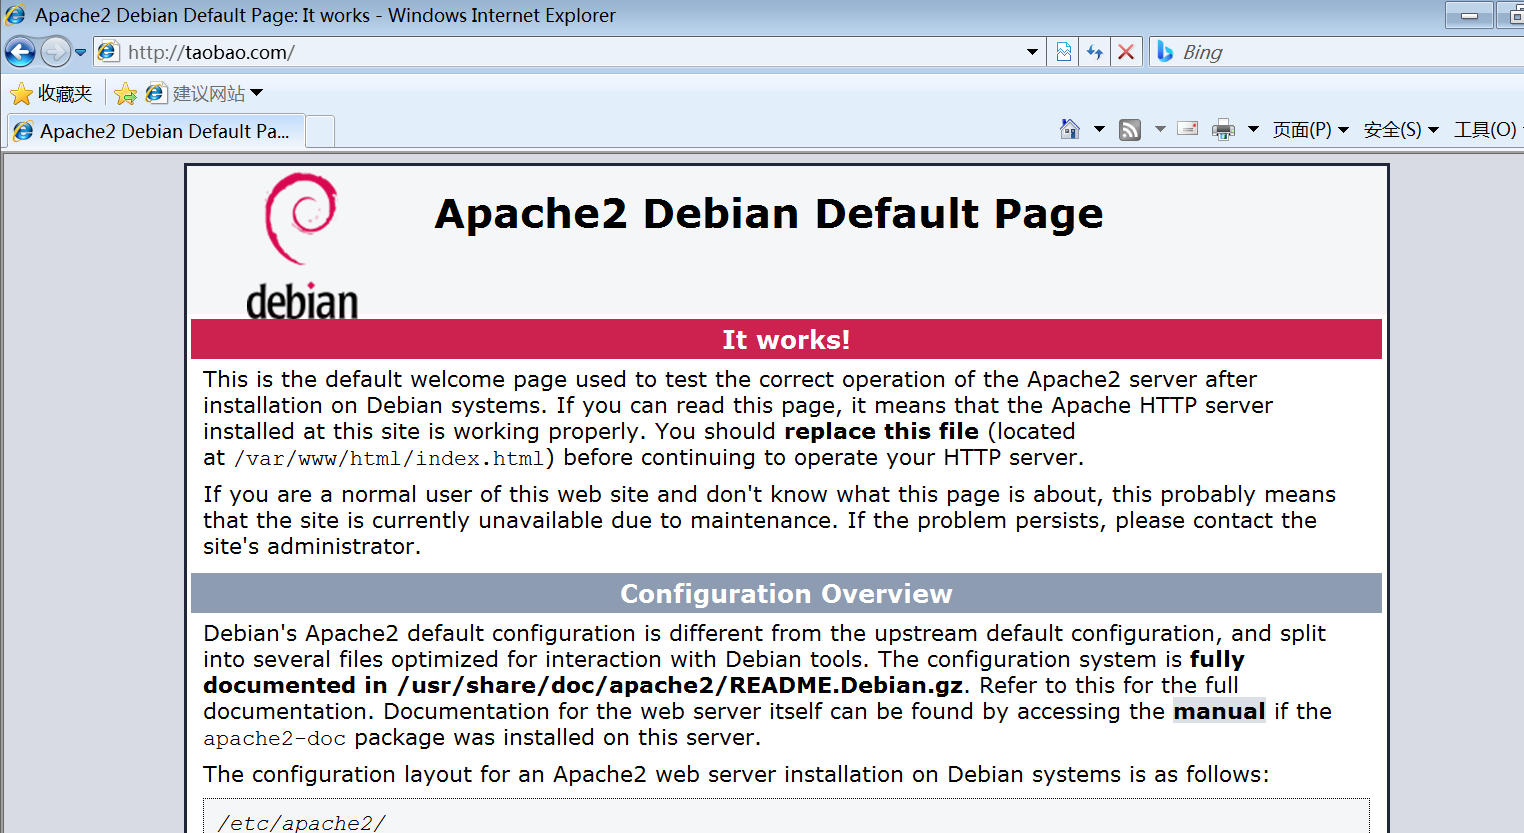 Apache2 Debian Default Page: It works - Windows Internet Explorer
http://taobao.com/
Bing
收藏夹 建议网站
Apache2 Debian Default Pa...
页面(P) 安全(S) 工具(O)
debian
Apache2 Debian Default Page
It works!
This is the default welcome page used to test the correct operation of the Apache2 server after
installation on Debian systems. If you can read this page, it means that the Apache HTTP server
installed at this site is working properly. You should replace this file (located
at /var/www/html/index.html) before continuing to operate your HTTP server.
If you are a normal user of this web site and don't know what this page is about, this probably means
that the site is currently unavailable due to maintenance. If the problem persists, please contact the
site's administrator.
Configuration Overview
Debian's Apache2 default configuration is different from the upstream default configuration, and split
into several files optimized for interaction with Debian tools. The configuration system is fully
documented in /usr/share/doc/apache2/README.Debian.gz. Refer to this for the full
documentation. Documentation for the web server itself can be found by accessing the manual if the
apache2-doc package was installed on this server.
The configuration layout for an Apache2 web server installation on Debian systems is as follows:
/etc/apache2/